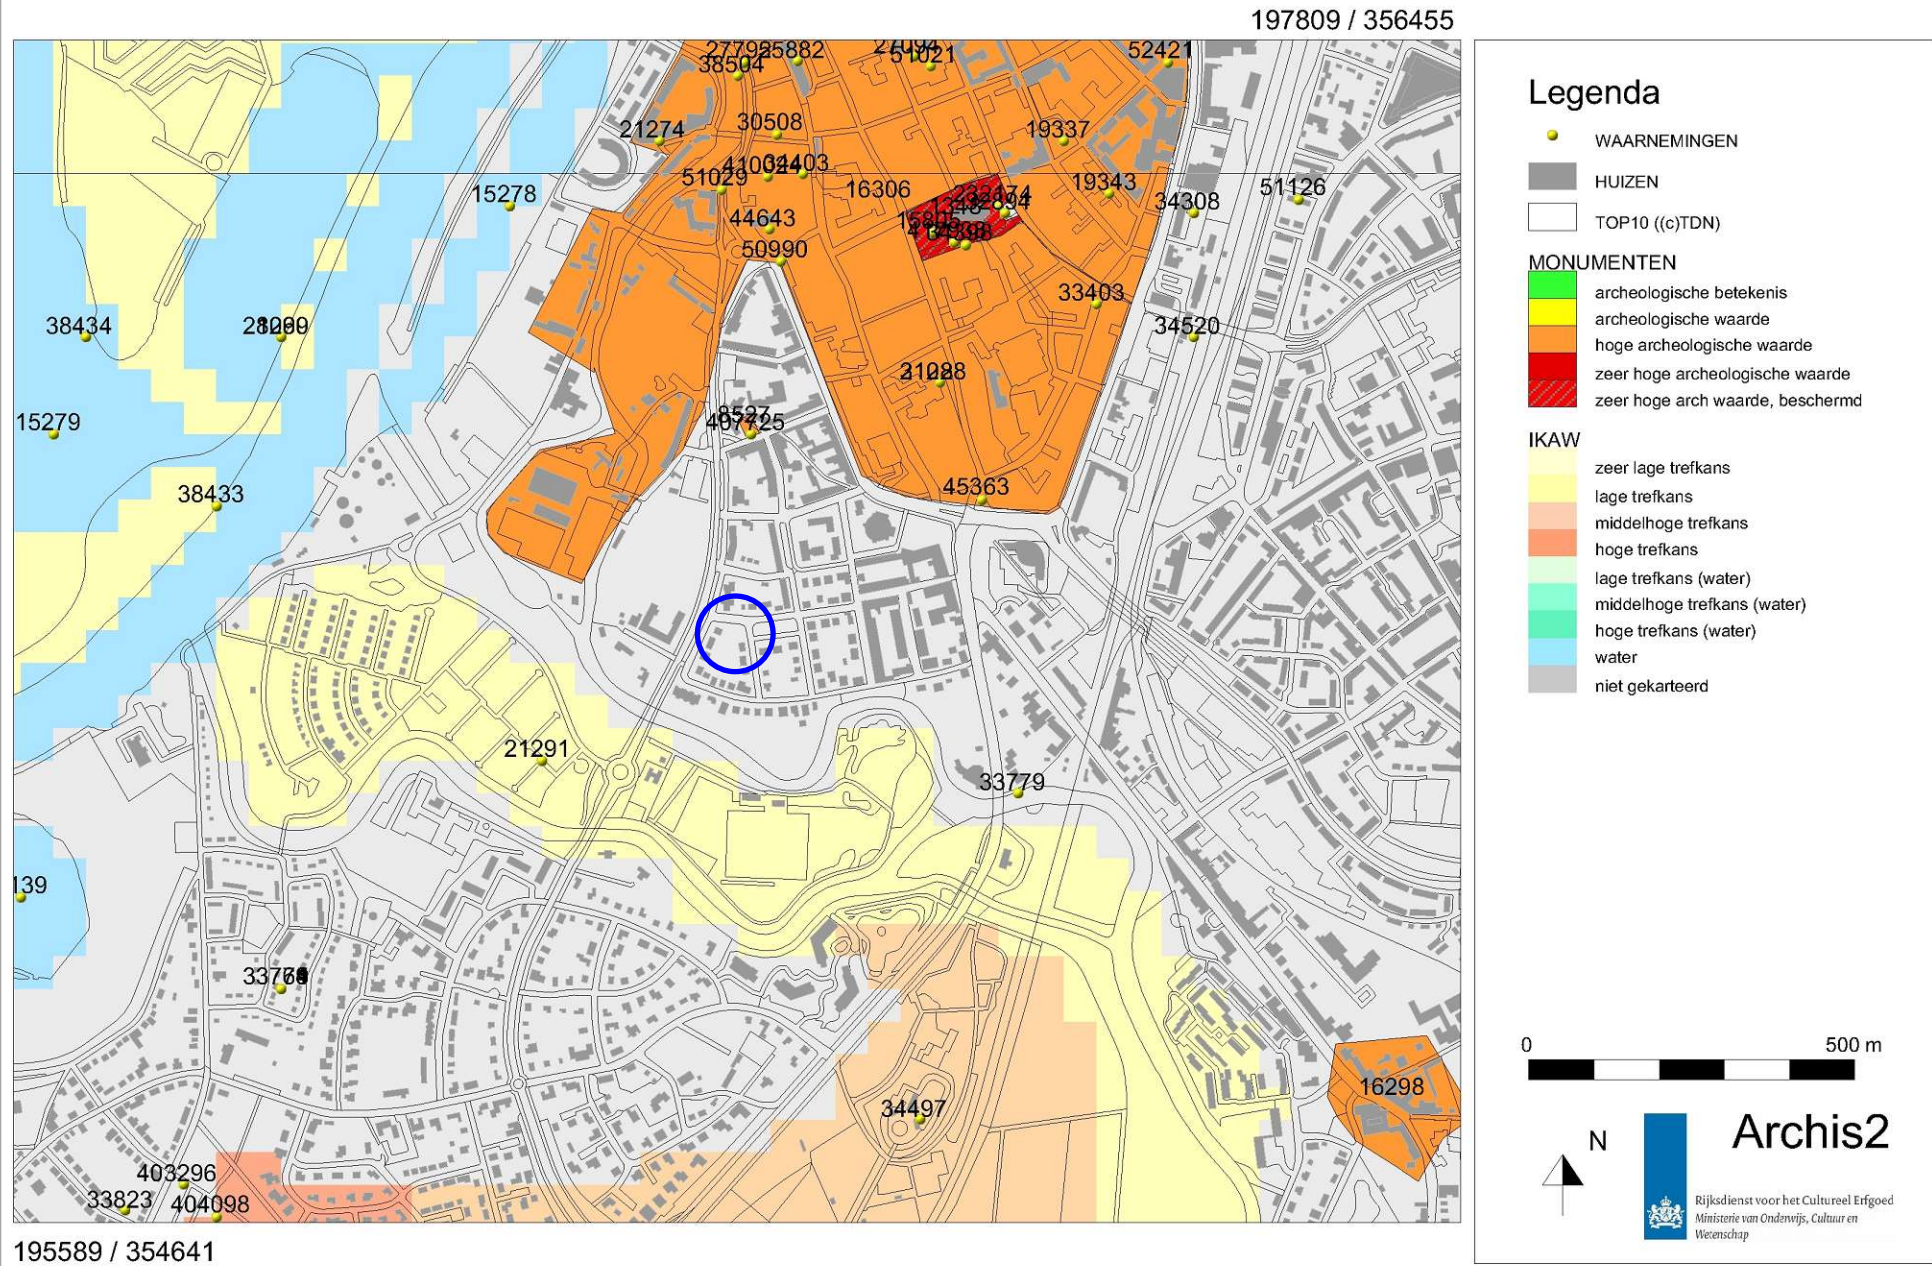 197809 / 356455
52421
38504
21274
30508
19337
34403
51029
16306
19343
51126
15278
34308
44643
50990
33403
38434
34520
407725
15279
45363
38433
21291
33779
139
16298
34497
403296
33823
404098
195589 / 354641
Legenda
WAARNEMINGEN
HUIZEN
TOP10 ((c)TDN)
MONUMENTEN
archeologische betekenis
archeologische waarde
hoge archeologische waarde
zeer hoge archeologische waarde
zeer hoge arch waarde, beschermd
IKAW
zeer lage trefkans
lage trefkans
middelhoge trefkans
hoge trefkans
lage trefkans (water)
middelhoge trefkans (water)
hoge trefkans (water)
water
niet gekarteerd
0 500 m
N
Archis2
Rijksdienst voor het Cultureel Erfgoed
Ministerie van Onderwijs, Cultuur en
Wetenschap